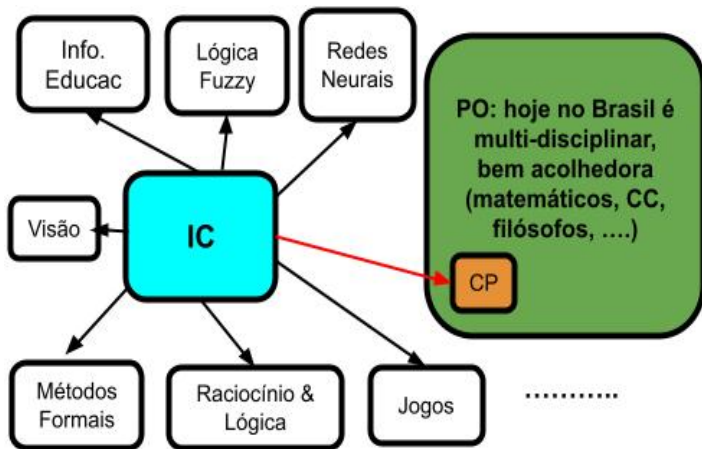 Info.
Educac
Lógica
Fuzzy
Redes
Neurais
PO: hoje no Brasil é
multi-disciplinar,
bem acolhedora
(matemáticos, CC,
filósofos, ....)
Visão
IC
CP
Métodos
Formais
Raciocínio &
Lógica
Jogos
...........